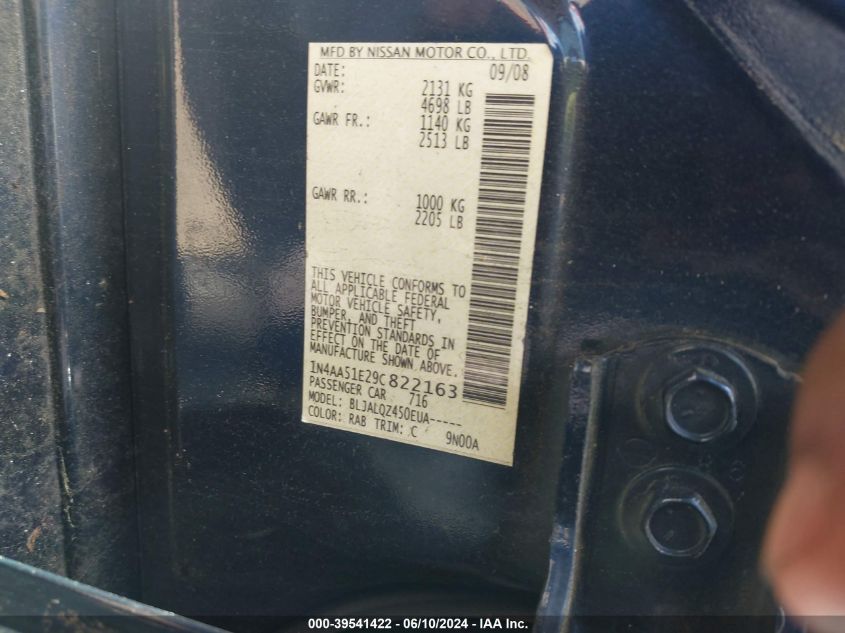 MFD BY NISSAN MOTOR CO., LTD.
DATE: 09/08
GVWR: 2131 KG
4698 LB
GAWR FR.: 1140 KG
2513 LB
GAWR RR.: 1000 KG
2205 LB
THIS VEHICLE CONFORMS TO
ALL APPLICABLE FEDERAL
MOTOR VEHICLE SAFETY,
BUMPER, AND THEFT
PREVENTION STANDARDS IN
EFFECT ON THE DATE OF
MANUFACTURE SHOWN ABOVE.
1N4AA51E29C822163
PASSENGER CAR 716
MODEL: BLJALQZ450EUA-----
COLOR: RAB TRIM: C 9N00A
000-39541422 - 06/10/2024 - IAA Inc.